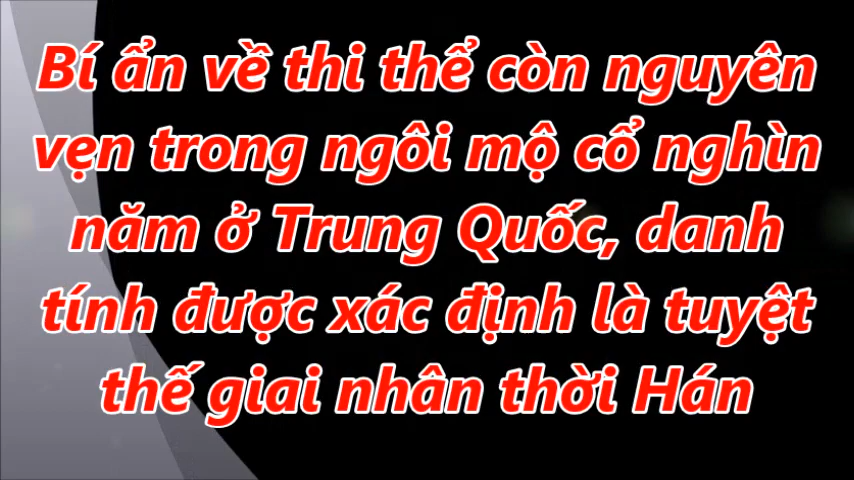 Bí ẩn về thi thể còn nguyên
vẹn trong ngôi mộ cổ nghìn
năm ở Trung Quốc, danh
tính được xác định là tuyệt
thế giai nhân thời Hán